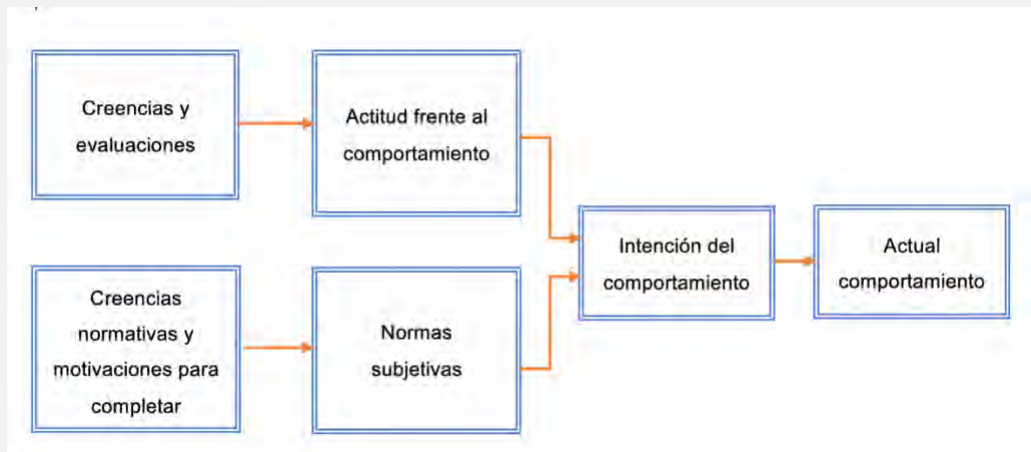 Creencias y
evaluaciones
Actitud frente al
comportamiento
Creencias
normativas y
motivaciones para
completar
Normas
subjetivas
Intención del
comportamiento
Actual
comportamiento